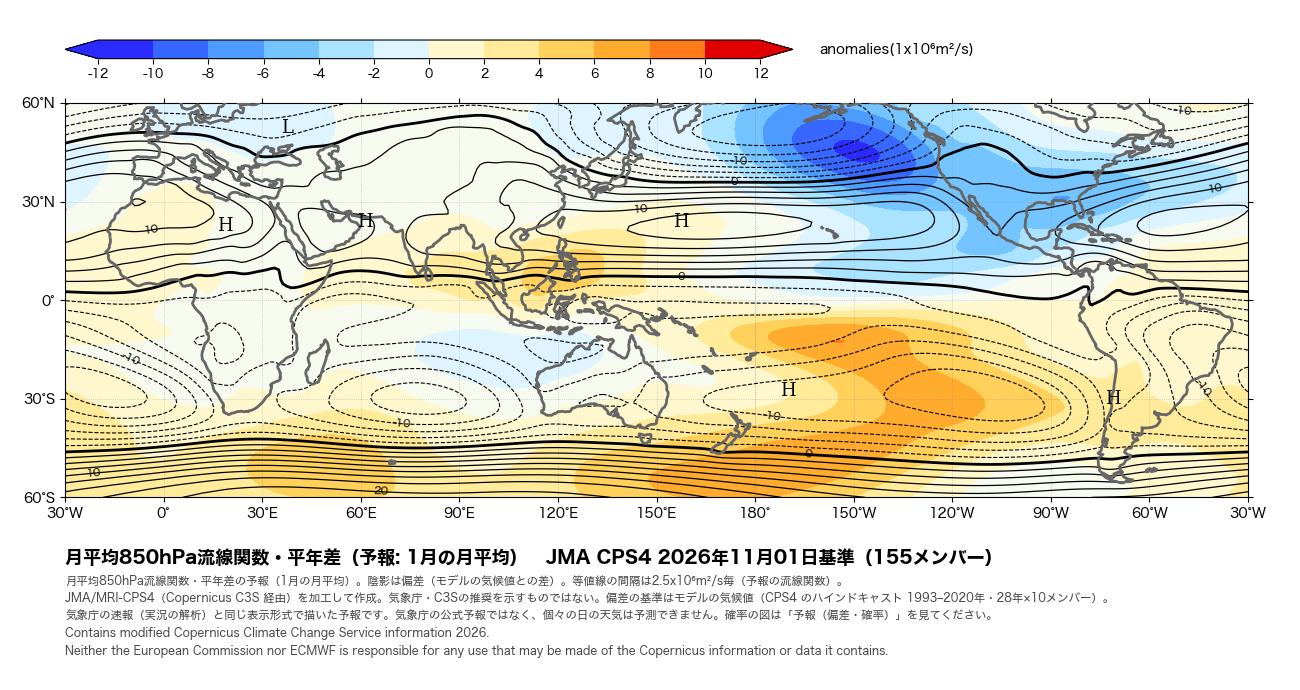 anomalies(1x10⁶m²/s)
-12 -10 -8 -6 -4 -2 0 2 4 6 8 10 12
60°N
30°N
0°
30°S
60°S
L
H H H
H
H
-10
-10
0
10
10
10
0
-10
-10
-10
-10
0
10
20
30°W 0° 30°E 60°E 90°E 120°E 150°E 180° 150°W 120°W 90°W 60°W 30°W
月平均850hPa流線関数・平年差（予報: 1月の月平均） JMA CPS4 2026年11月01日基準（155メンバー）
月平均850hPa流線関数・平年差の予報（1月の月平均）。陰影は偏差（モデルの気候値との差）。等値線の間隔は2.5x10⁶m²/s毎（予報の流線関数）。
JMA/MRI-CPS4（Copernicus C3S 経由）を加工して作成。気象庁・C3Sの推奨を示すものではない。偏差の基準はモデルの気候値（CPS4 のハインドキャスト 1993–2020年・28年×10メンバー）。
気象庁の速報（実況の解析）と同じ表示形式で描いた予報です。気象庁の公式予報ではなく、個々の日の天気は予測できません。確率の図は「予報（偏差・確率）」を見てください。
Contains modified Copernicus Climate Change Service information 2026.
Neither the European Commission nor ECMWF is responsible for any use that may be made of the Copernicus information or data it contains.